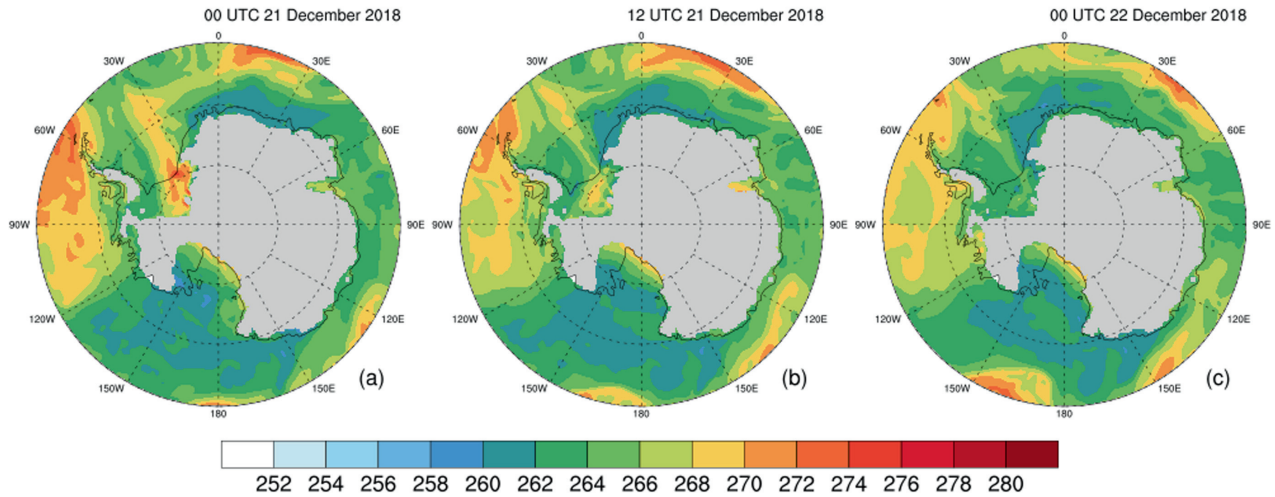 00 UTC 21 December 2018
12 UTC 21 December 2018
00 UTC 22 December 2018
0
0
0
30W
30E
30W
30E
30W
30E
60W
60E
60W
60E
60W
60E
90W
90E
90W
90E
90W
90E
120W
120E
120W
120E
120W
120E
150W
150E
150W
150E
150W
150E
180
180
180
(a)
(b)
(c)
252 254 256 258 260 262 264 266 268 270 272 274 276 278 280